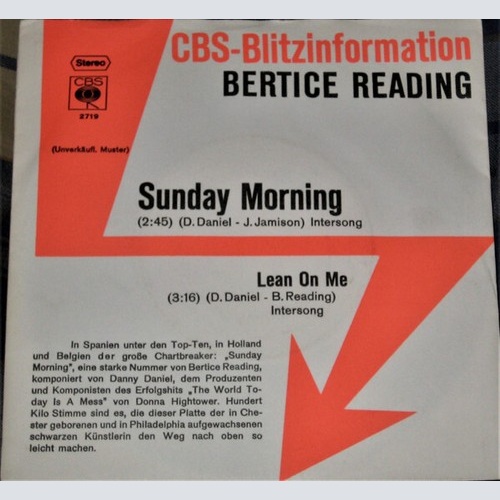 CBS-Blitzinformation
BERTICE READING
Stereo
CBS
2719
(Unverkäufl. Muster)
Sunday Morning
(2:45) (D. Daniel - J. Jamison) Intersong
Lean On Me
(3:16) (D. Daniel - B. Reading)
Intersong
In Spanien unter den Top-Ten, in Holland
und Belgien der große Chartbreaker: „Sunday
Morning", eine starke Nummer von Bertice Reading,
komponiert von Danny Daniel, dem Produzenten
und Komponisten des Erfolgshits „The World To-
day Is A Mess" von Donna Hightower. Hundert
Kilo Stimme sind es, die dieser Platte der in Che-
ster geborenen und in Philadelphia aufgewachsenen
schwarzen Künstlerin den Weg nach oben so
leicht machen.